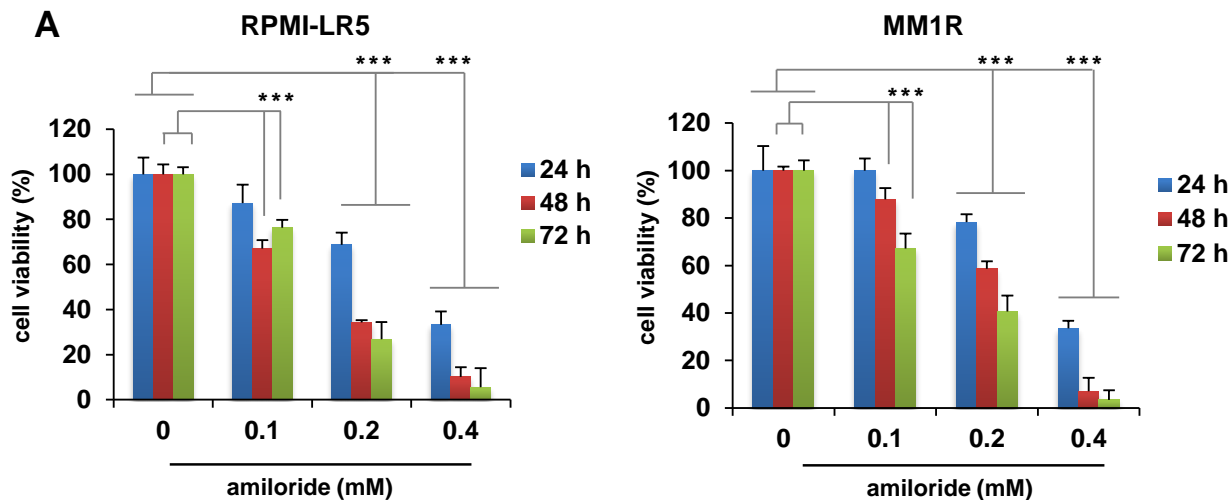 A
RPMI-LR5
*** ***
***
cell viability (%)
120
100
80
60
40
20
0
0 0.1 0.2 0.4
amiloride (mM)
24 h
48 h
72 h
MM1R
*** ***
***
cell viability (%)
120
100
80
60
40
20
0
0 0.1 0.2 0.4
amiloride (mM)
24 h
48 h
72 h